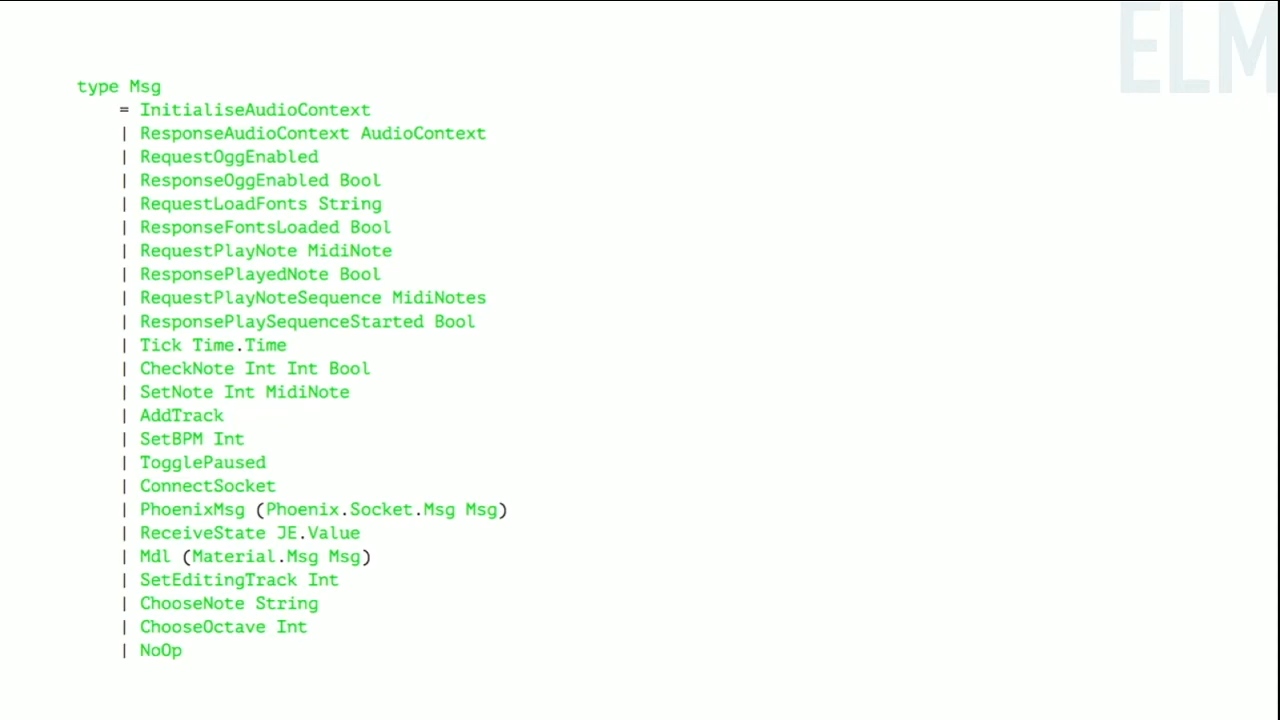 ELM
type Msg
= InitialiseAudioContext
| ResponseAudioContext AudioContext
| RequestOggEnabled
| ResponseOggEnabled Bool
| RequestLoadFonts String
| ResponseFontsLoaded Bool
| RequestPlayNote MidiNote
| ResponsePlayedNote Bool
| RequestPlayNoteSequence MidiNotes
| ResponsePlaySequenceStarted Bool
| Tick Time.Time
| CheckNote Int Int Bool
| SetNote Int MidiNote
| AddTrack
| SetBPM Int
| TogglePaused
| ConnectSocket
| PhoenixMsg (Phoenix.Socket.Msg Msg)
| ReceiveState JE.Value
| Mdl (Material.Msg Msg)
| SetEditingTrack Int
| ChooseNote String
| ChooseOctave Int
| NoOp